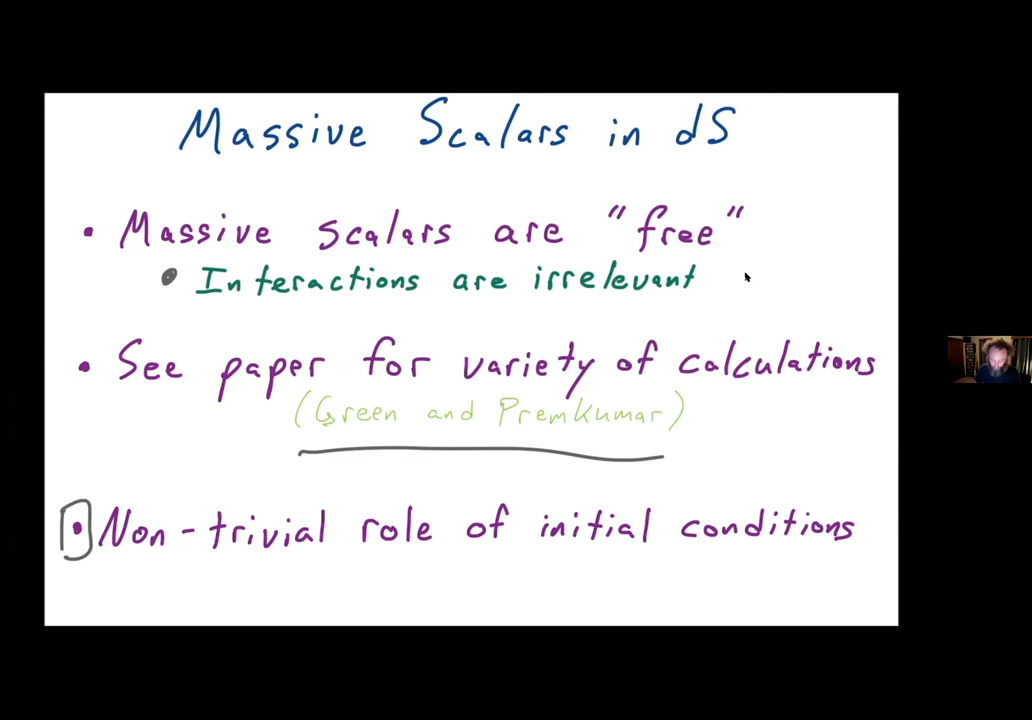 Massive Scalars in dS
• Massive scalars are "free"
• Interactions are irrelevant
• See paper for variety of calculations
(Green and Premkumar)
• Non-trivial role of initial conditions